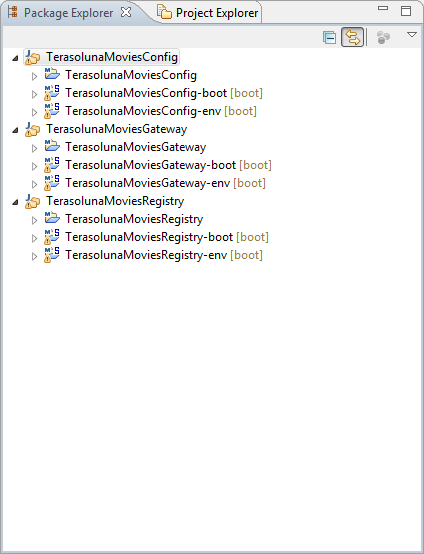 Package Explorer Project Explorer
TerasolunaMoviesConfig
TerasolunaMoviesConfig
TerasolunaMoviesConfig-boot [boot]
TerasolunaMoviesConfig-env [boot]
TerasolunaMoviesGateway
TerasolunaMoviesGateway
TerasolunaMoviesGateway-boot [boot]
TerasolunaMoviesGateway-env [boot]
TerasolunaMoviesRegistry
TerasolunaMoviesRegistry
TerasolunaMoviesRegistry-boot [boot]
TerasolunaMoviesRegistry-env [boot]